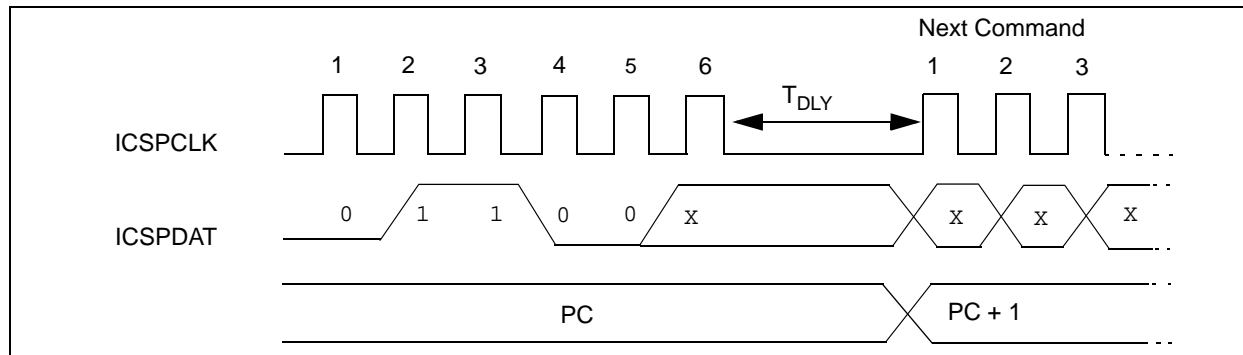 Next Command
1 2 3 4 5 6 1 2 3
T_DLY
ICSPCLK
0 1 1 0 0 x x x x
ICSPDAT
PC PC + 1